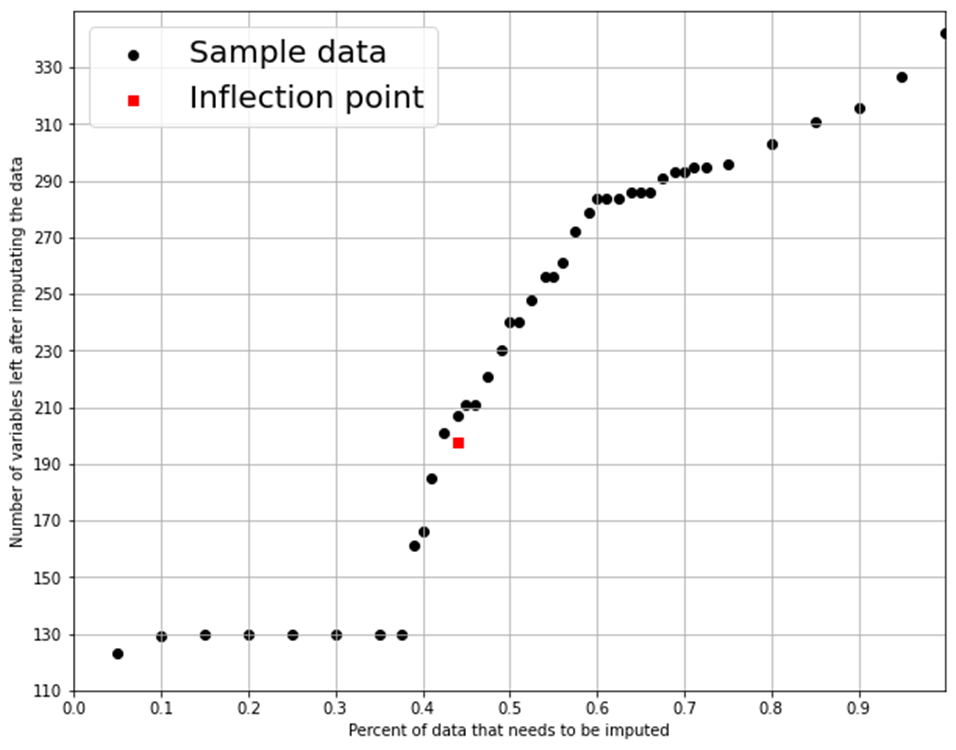 Sample data
Inflection point
Number of variables left after imputating the data
330
310
290
270
250
230
210
190
170
150
130
110
0.0 0.1 0.2 0.3 0.4 0.5 0.6 0.7 0.8 0.9
Percent of data that needs to be imputed